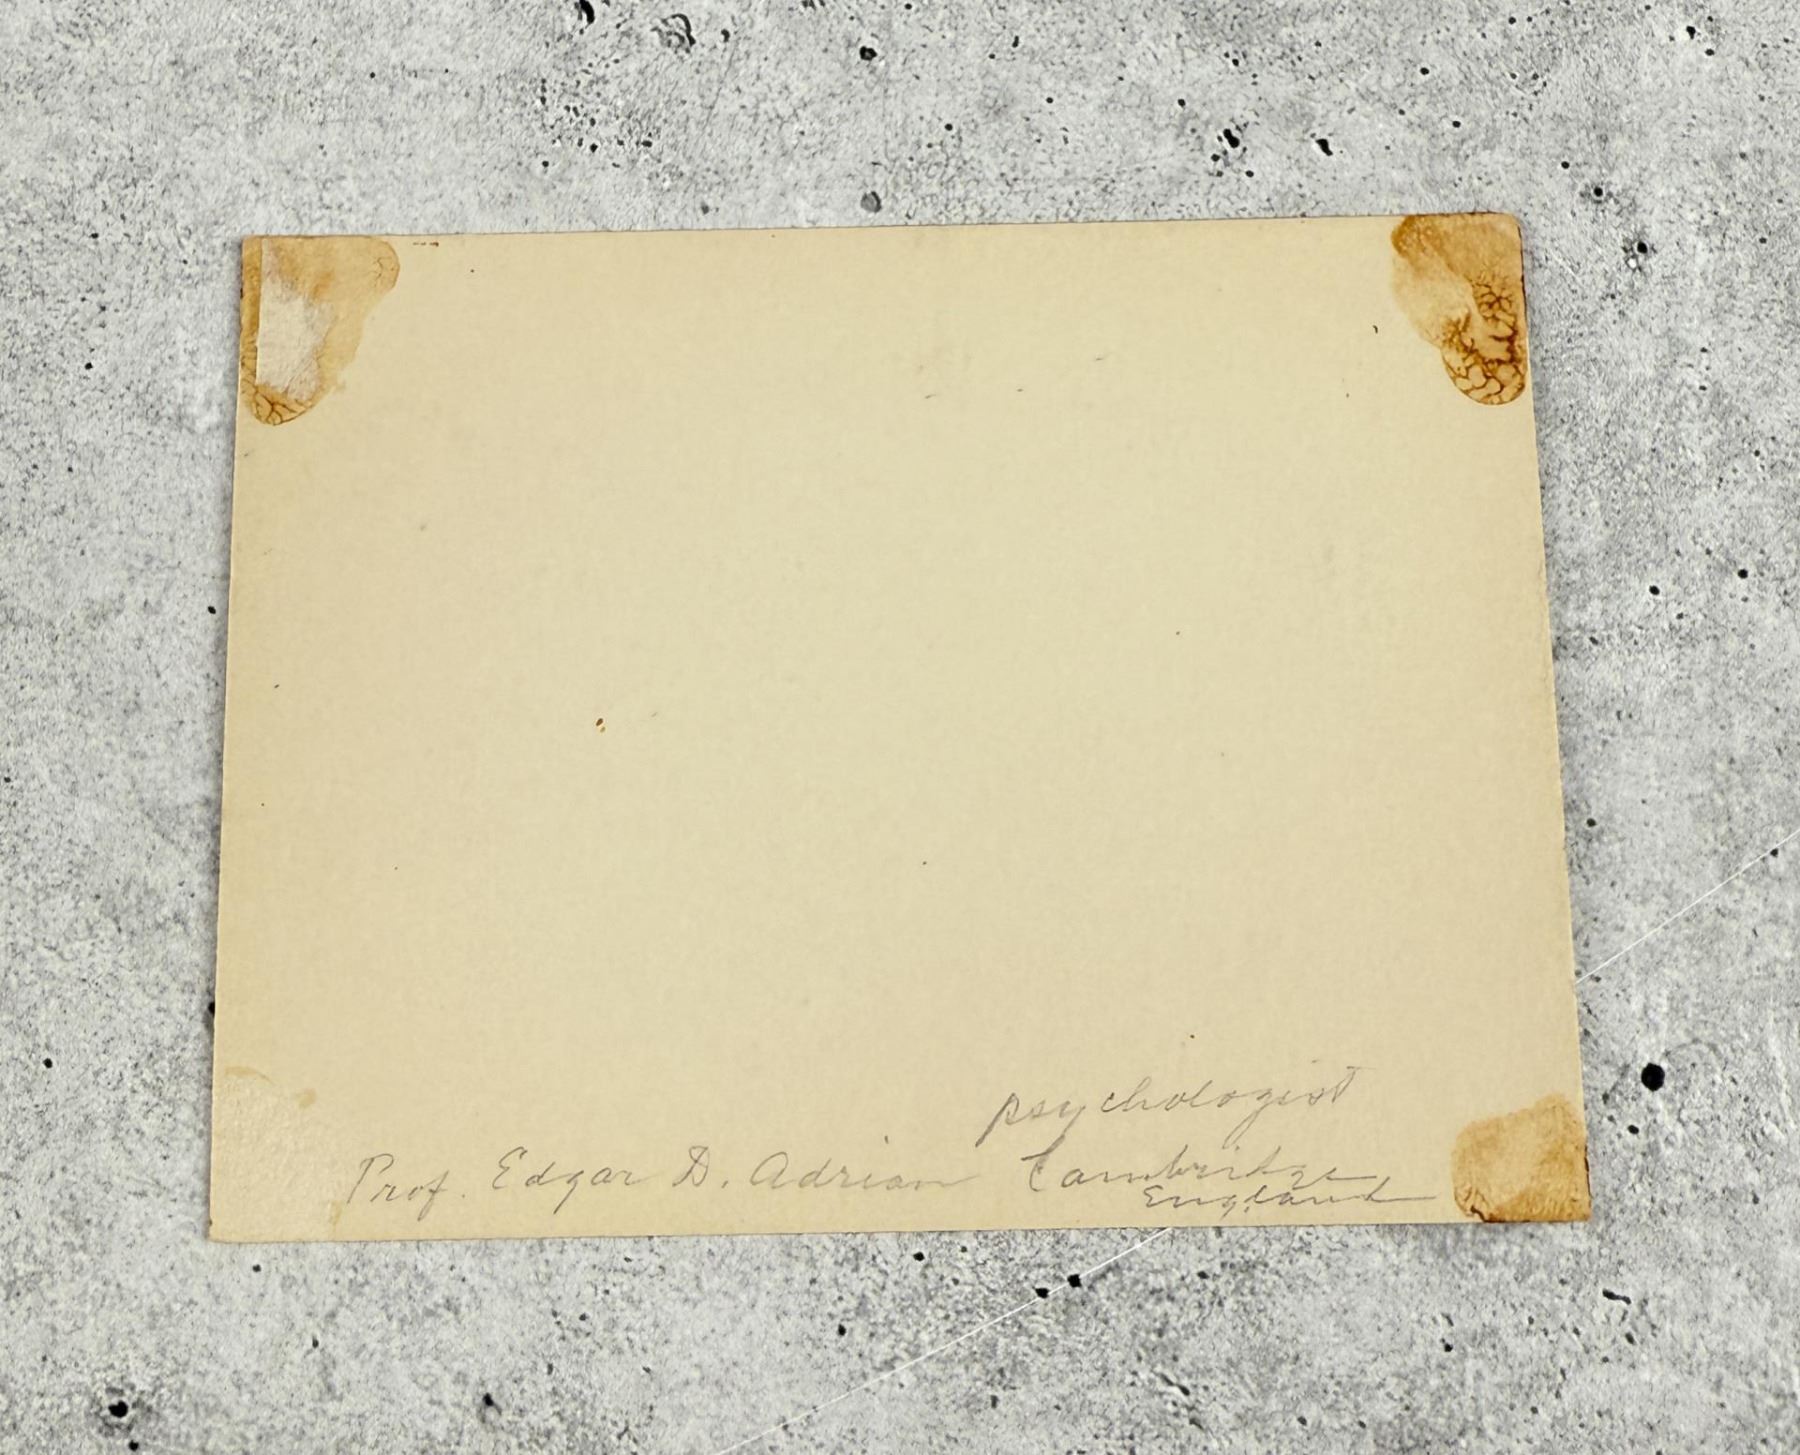 psychologist
Prof. Edgar D. Adrian Cambridge
England